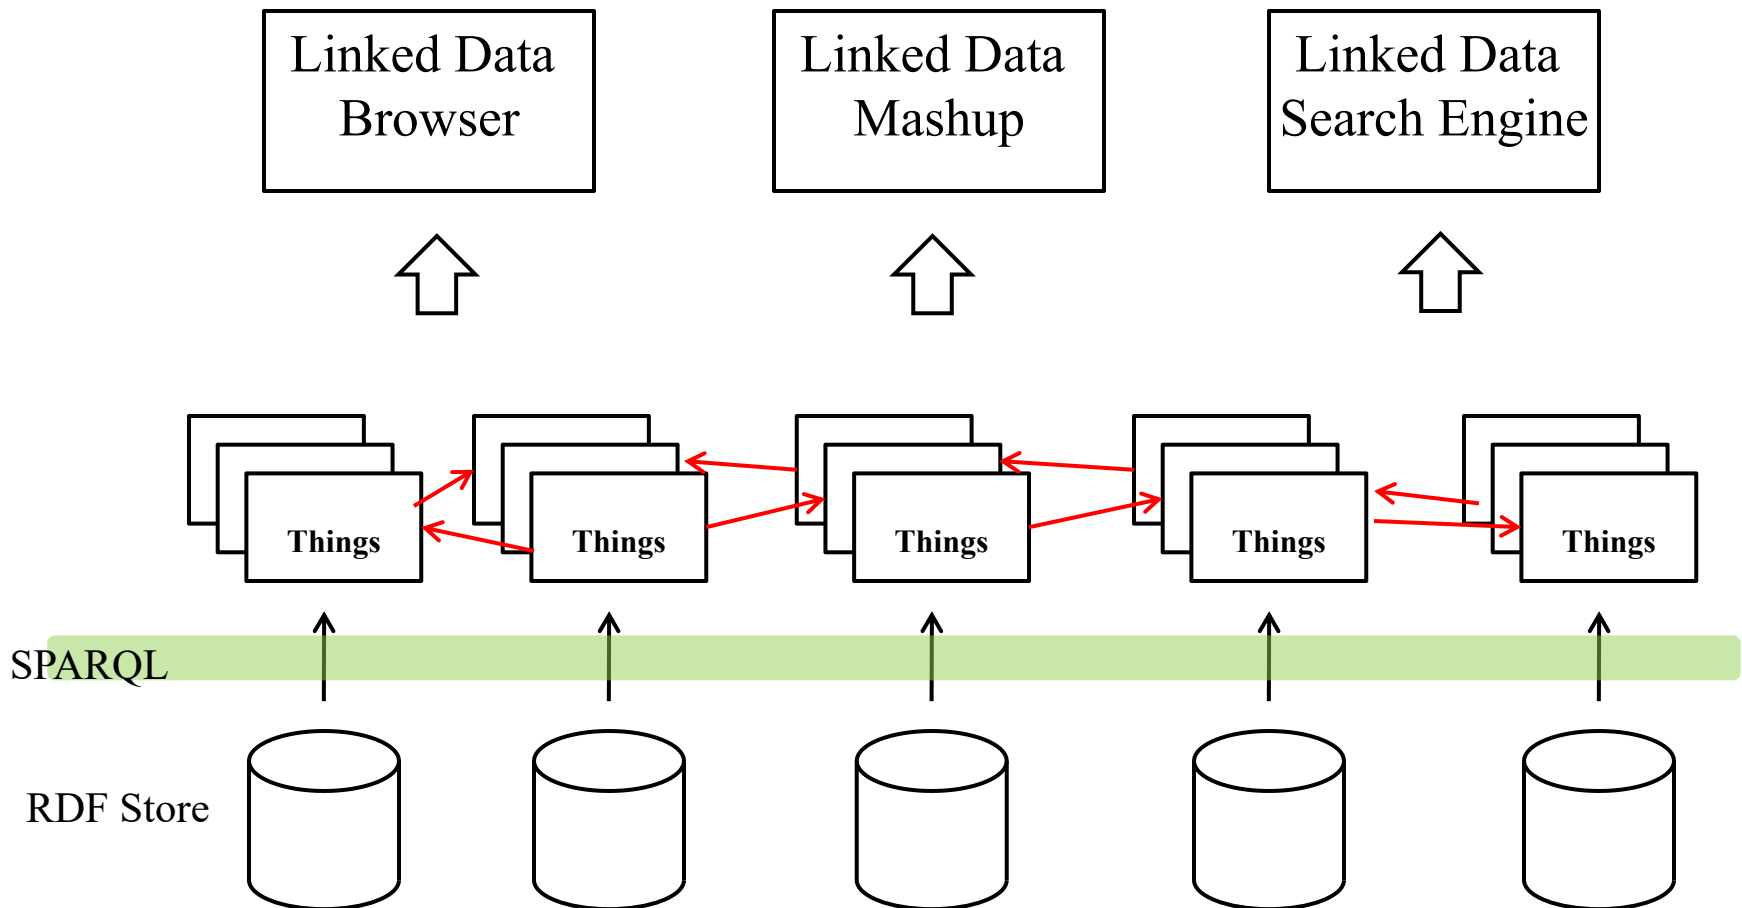 Linked Data
Browser
Linked Data
Mashup
Linked Data
Search Engine
Things
Things
Things
Things
Things
SPARQL
RDF Store